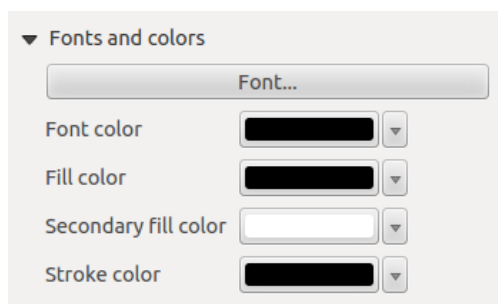 Fonts and colors
Font...
Font color
Fill color
Secondary fill color
Stroke color